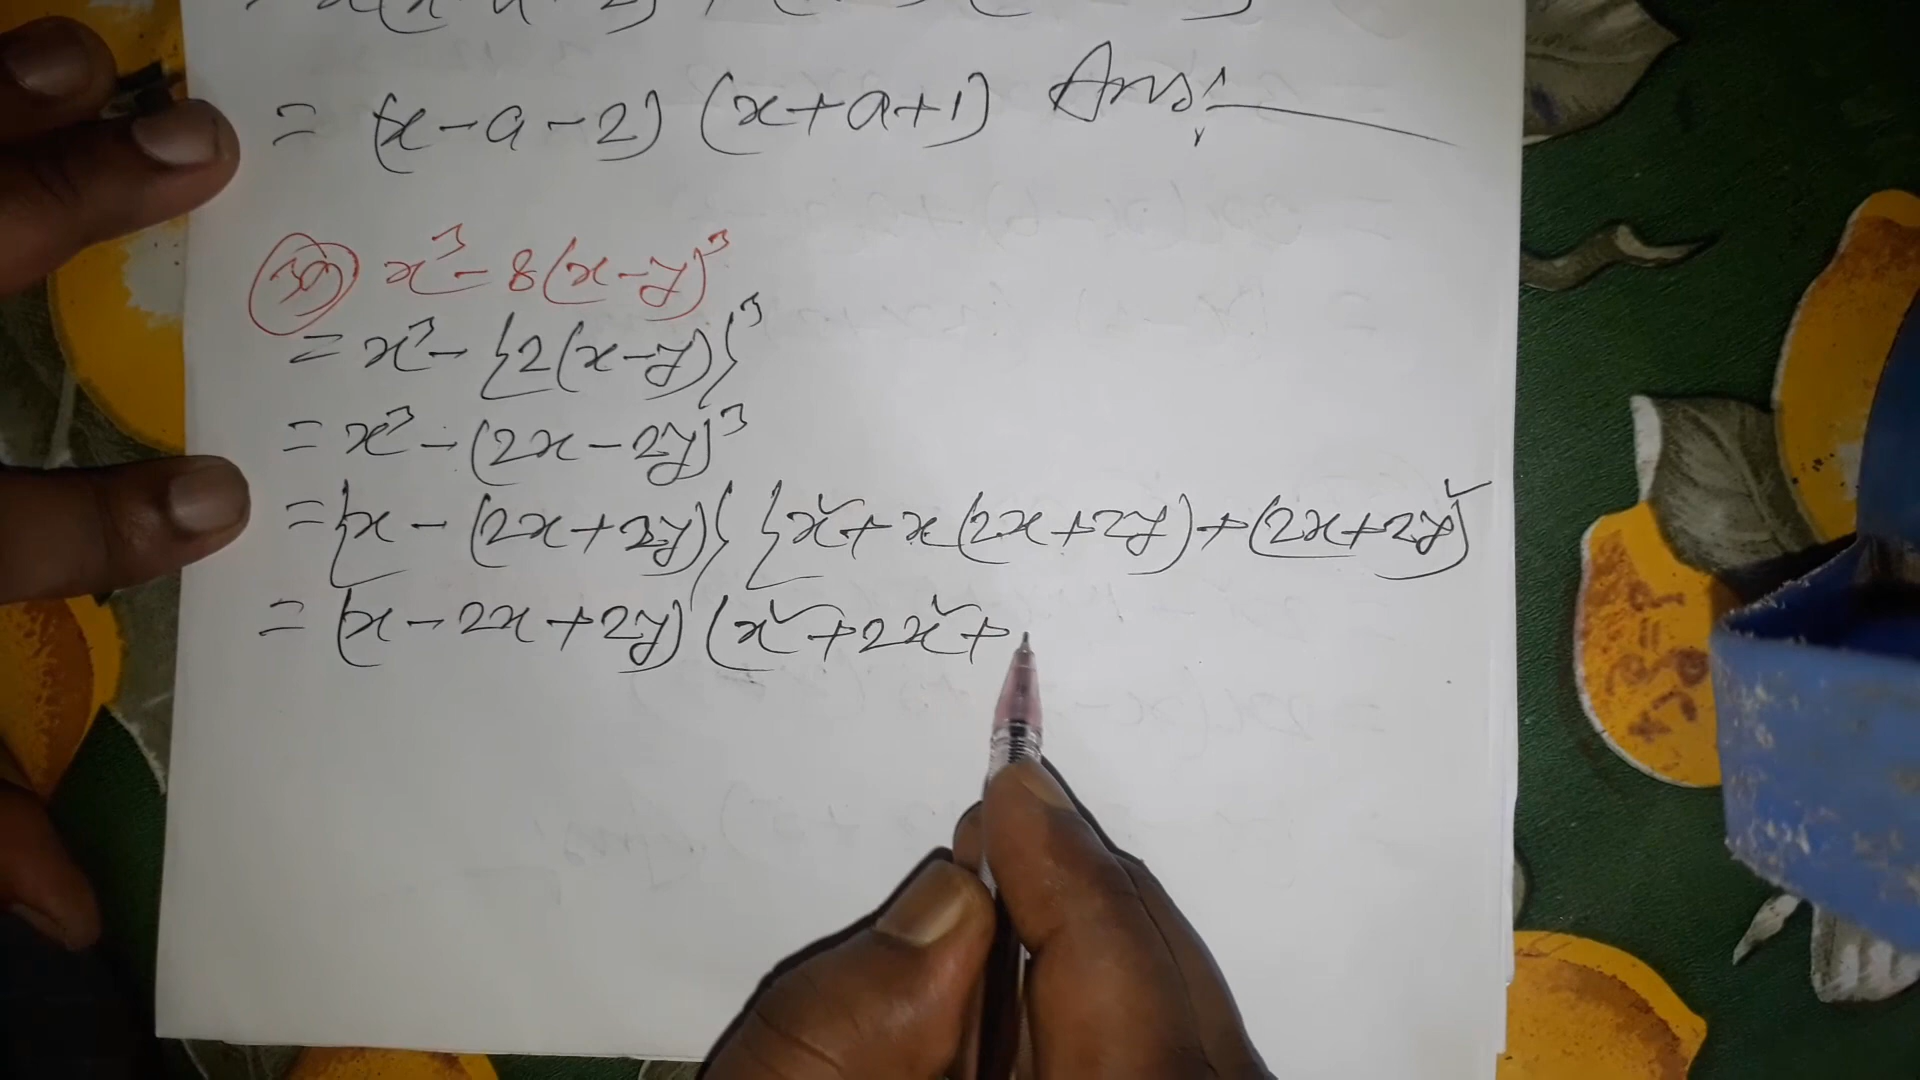 = (x-a-2) (x+a+1) Ans:
x³-8(x-y)³
= x³-{2(x-y)}³
= x³-(2x-2y)³
= {x-(2x+2y)} {x²+x(2x+2y)+(2x+2y)²
= (x-2x+2y) (x²+2x²+